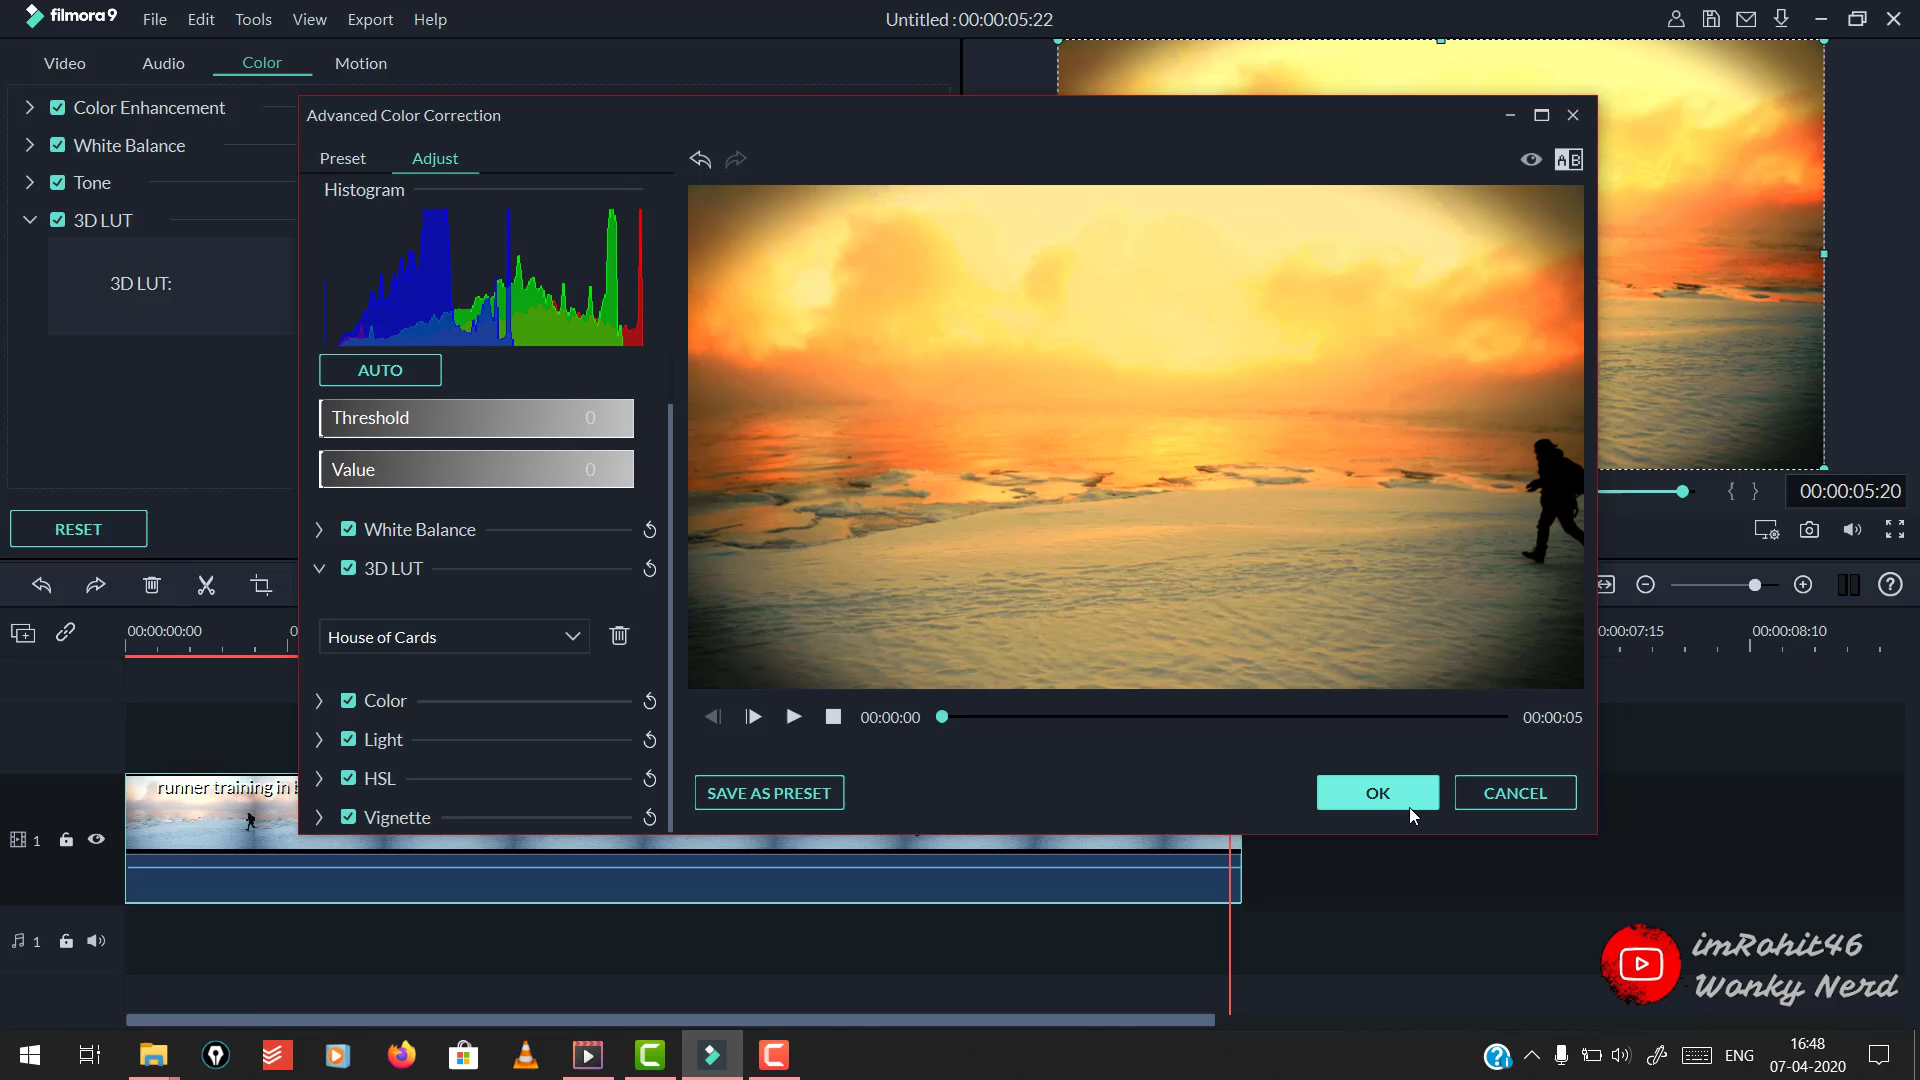 filmora9
File Edit Tools View Export Help
Untitled : 00:00:05:22
Video Audio Color Motion
Color Enhancement
White Balance
Tone
3D LUT
3D LUT:
RESET
Advanced Color Correction
Preset Adjust
Histogram
AUTO
Threshold 0
Value 0
White Balance
3D LUT
House of Cards
Color
Light
HSL
Vignette
A B
00:00:00
00:00:05
SAVE AS PRESET
OK
CANCEL
{ }
00:00:05:20
00:00:00:00
0:00:07:15
00:00:08:10
runner training in
1
1
imRohit46
Wonky Nerd
ENG
16:48
07-04-2020